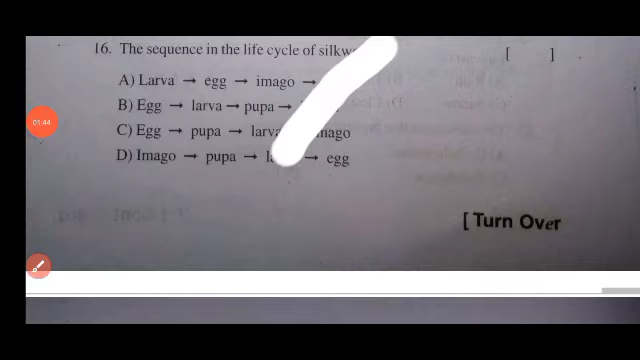 16. The sequence in the life cycle of silkw
[ ]
A) Larva → egg → imago →
B) Egg → larva → pupa →
C) Egg → pupa → larva imago
D) Imago → pupa → → egg
[ Turn Over
01:44